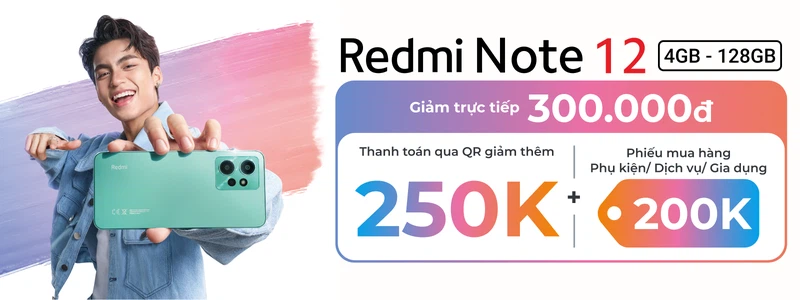 Redmi Note 12 4GB - 128GB
Giảm trực tiếp 300.000đ
Thanh toán qua QR giảm thêm
250K
+
Phiếu mua hàng
Phụ kiện/ Dịch vụ/ Gia dụng
200K
Redmi